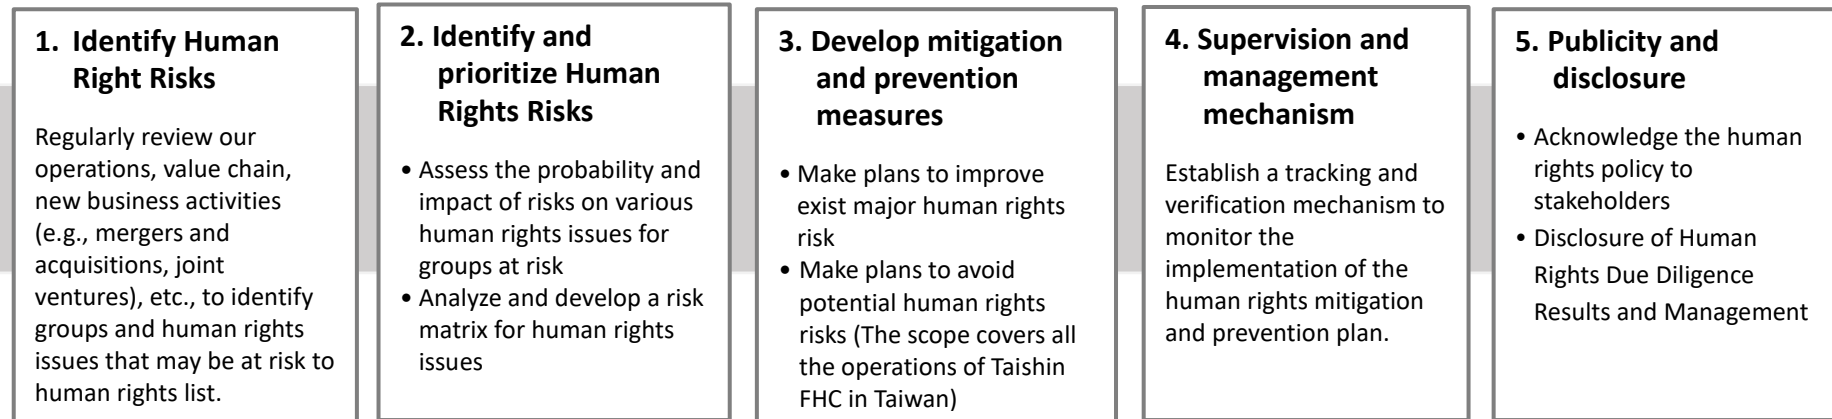 1. Identify Human
Right Risks
Regularly review our
operations, value chain,
new business activities
(e.g., mergers and
acquisitions, joint
ventures), etc., to identify
groups and human rights
issues that may be at risk to
human rights list.
2. Identify and
prioritize Human
Rights Risks
• Assess the probability and
impact of risks on various
human rights issues for
groups at risk
• Analyze and develop a risk
matrix for human rights
issues
3. Develop mitigation
and prevention
measures
• Make plans to improve
exist major human rights
risk
• Make plans to avoid
potential human rights
risks (The scope covers all
the operations of Taishin
FHC in Taiwan)
4. Supervision and
management
mechanism
Establish a tracking and
verification mechanism to
monitor the
implementation of the
human rights mitigation
and prevention plan.
5. Publicity and
disclosure
• Acknowledge the human
rights policy to
stakeholders
• Disclosure of Human
Rights Due Diligence
Results and Management